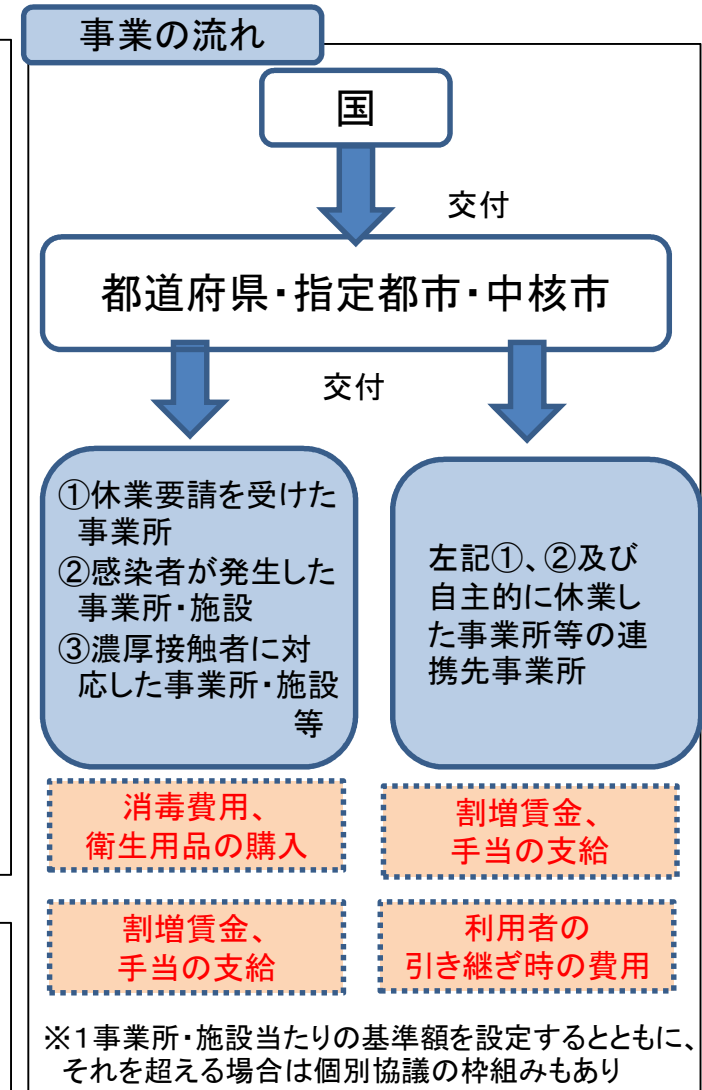 事業の流れ
国
交付
都道府県・指定都市・中核市
交付
①休業要請を受けた
事業所
②感染者が発生した
事業所・施設
③濃厚接触者に対
応した事業所・施設
等
左記①、②及び
自主的に休業し
た事業所等の連
携先事業所
消毒費用、
衛生用品の購入
割増賃金、
手当の支給
割増賃金、
手当の支給
利用者の
引き継ぎ時の費用
※1事業所・施設当たりの基準額を設定するとともに、
それを超える場合は個別協議の枠組みもあり